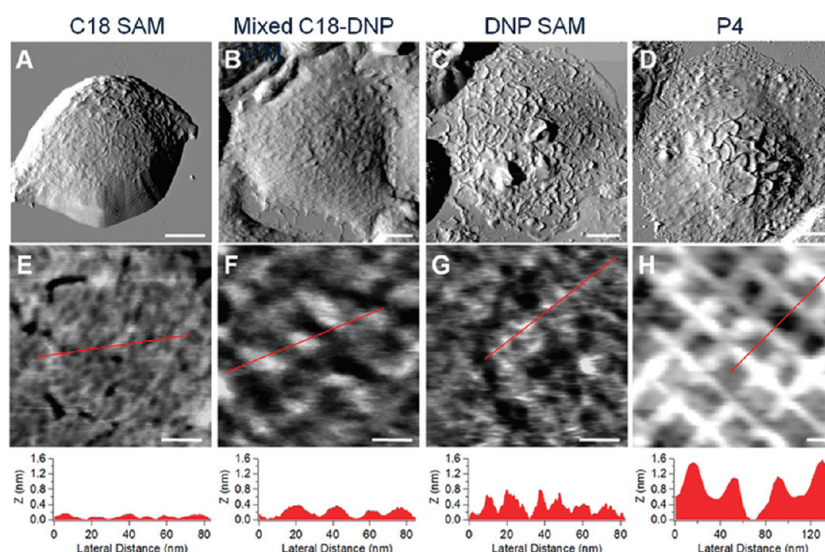 C18 SAM Mixed C18-DNP DNP SAM P4
SAM
A B C D
E F G H
1.6 1.6 1.6 1.6
1.2 1.2 1.2 1.2
0.8 0.8 0.8 0.8
0.4 0.4 0.4 0.4
0.0 0.0 0.0 0.0
Z (nm) Z (nm) Z (nm) Z (nm)
0 20 40 60 80 0 20 40 60 80 0 20 40 60 80 0 40 80 120
Lateral Distance (nm) Lateral Distance (nm) Lateral Distance (nm) Lateral Distance (nm)